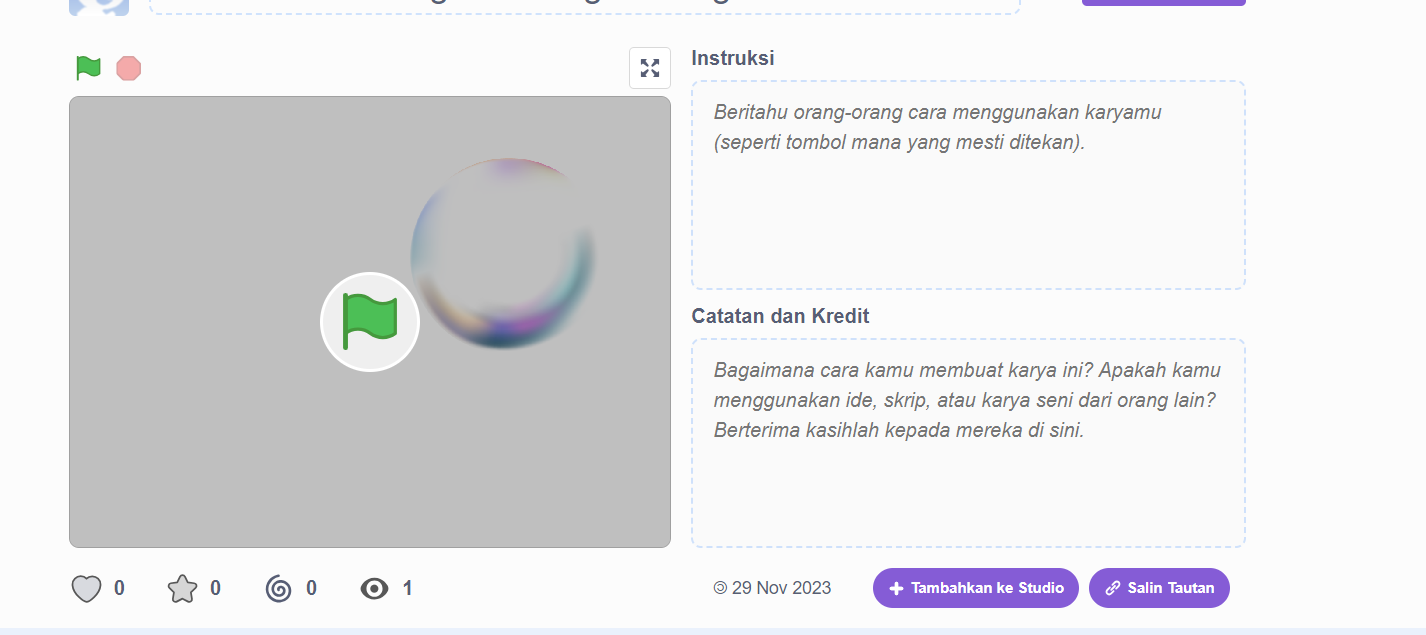 Instruksi
Beritahu orang-orang cara menggunakan karyamu
(seperti tombol mana yang mesti ditekan).
Catatan dan Kredit
Bagaimana cara kamu membuat karya ini? Apakah kamu
menggunakan ide, skrip, atau karya seni dari orang lain?
Berterima kasihlah kepada mereka di sini.
0 0 0 1
29 Nov 2023
Tambahkan ke Studio
Salin Tautan